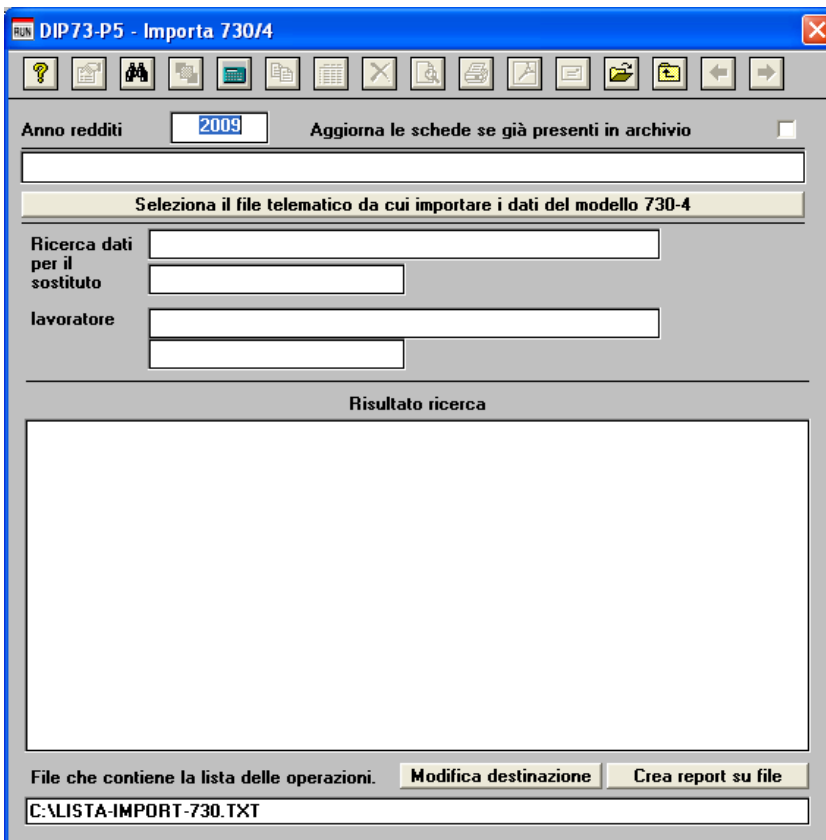 RUN DIP73-P5 - Importa 730/4
Anno redditi 2009 Aggiorna le schede se già presenti in archivio
Seleziona il file telematico da cui importare i dati del modello 730-4
Ricerca dati
per il
sostituto
lavoratore
Risultato ricerca
File che contiene la lista delle operazioni. Modifica destinazione Crea report su file
C:\LISTA-IMPORT-730.TXT